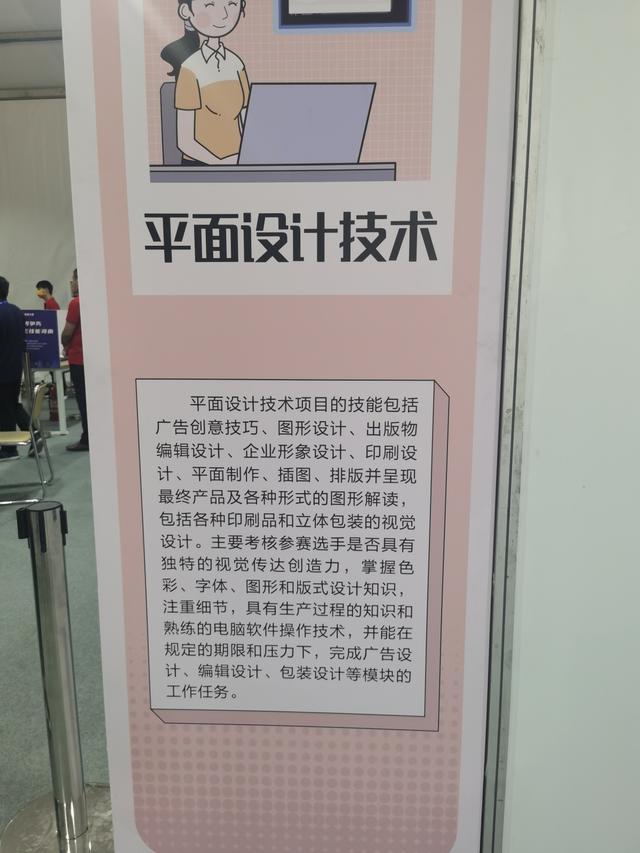 平面设计技术
平面设计技术项目的技能包括
广告创意技巧、图形设计、出版物
编辑设计、企业形象设计、印刷设
计、平面制作、插图、排版并呈现
最终产品及各种形式的图形解读，
包括各种印刷品和立体包装的视觉
设计。主要考核参赛选手是否具有
独特的视觉传达创造力，掌握色
彩、字体、图形和版式设计知识，
注重细节，具有生产过程的知识和
熟练的电脑软件操作技术，并能在
规定的期限和压力下，完成广告设
计、编辑设计、包装设计等模块的
工作任务。